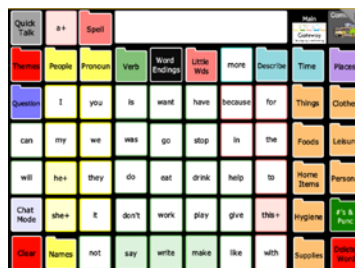 Quick Talk
a+
Spell
Main
Gateway
Themes
People
Pronoun
Verb
Word Endings
Little Wds
more
Describe
Time
Places
Question
I
you
is
want
have
because
for
Things
Clothe
can
my
we
was
go
stop
in
the
Foods
Leisur
will
he+
they
do
eat
drink
help
to
Home Items
Person
Chat Mode
she+
it
don't
work
play
give
this+
Hygiene
#'s &
Punc
Clear
Names
not
say
write
make
like
with
Supplies
Delete
Word